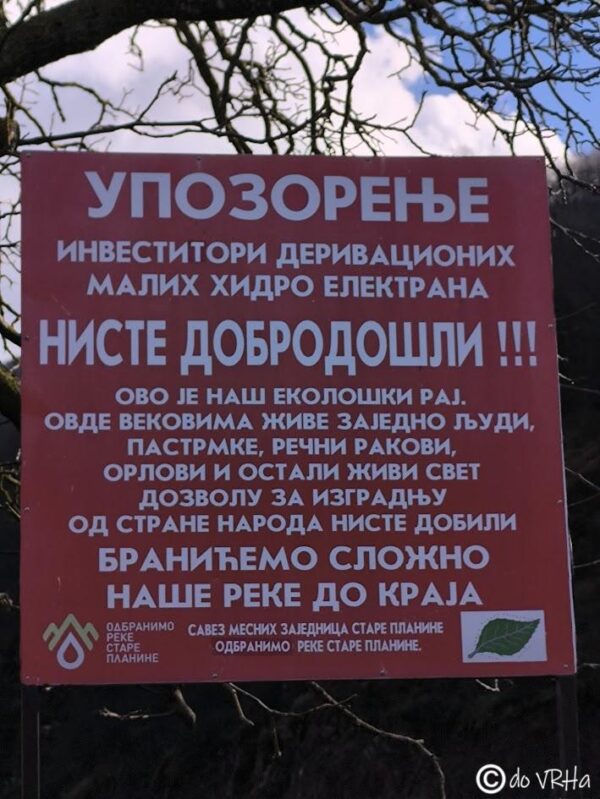 УПОЗОРЕЊЕ
ИНВЕСТИТОРИ ДЕРИВАЦИОНИХ
МАЛИХ ХИДРО ЕЛЕКТРАНА
НИСТЕ ДОБРОДОШЛИ !!!
ОВО ЈЕ НАШ ЕКОЛОШКИ РАЈ.
ОВДЕ ВЕКОВИМА ЖИВЕ ЗАЈЕДНО ЉУДИ,
ПАСТРМКЕ, РЕЧНИ РАКОВИ,
ОРЛОВИ И ОСТАЛИ ЖИВИ СВЕТ
ДОЗВОЛУ ЗА ИЗГРАДЊУ
ОД СТРАНЕ НАРОДА НИСТЕ ДОБИЛИ
БРАНИЋЕМО СЛОЖНО
НАШЕ РЕКЕ ДО КРАЈА
ОДБРАНИМО
РЕКЕ
СТАРЕ
ПЛАНИНЕ
САВЕЗ МЕСНИХ ЗАЈЕДНИЦА СТАРЕ ПЛАНИНЕ
ОДБРАНИМО РЕКЕ СТАРЕ ПЛАНИНЕ.
© do VRHa